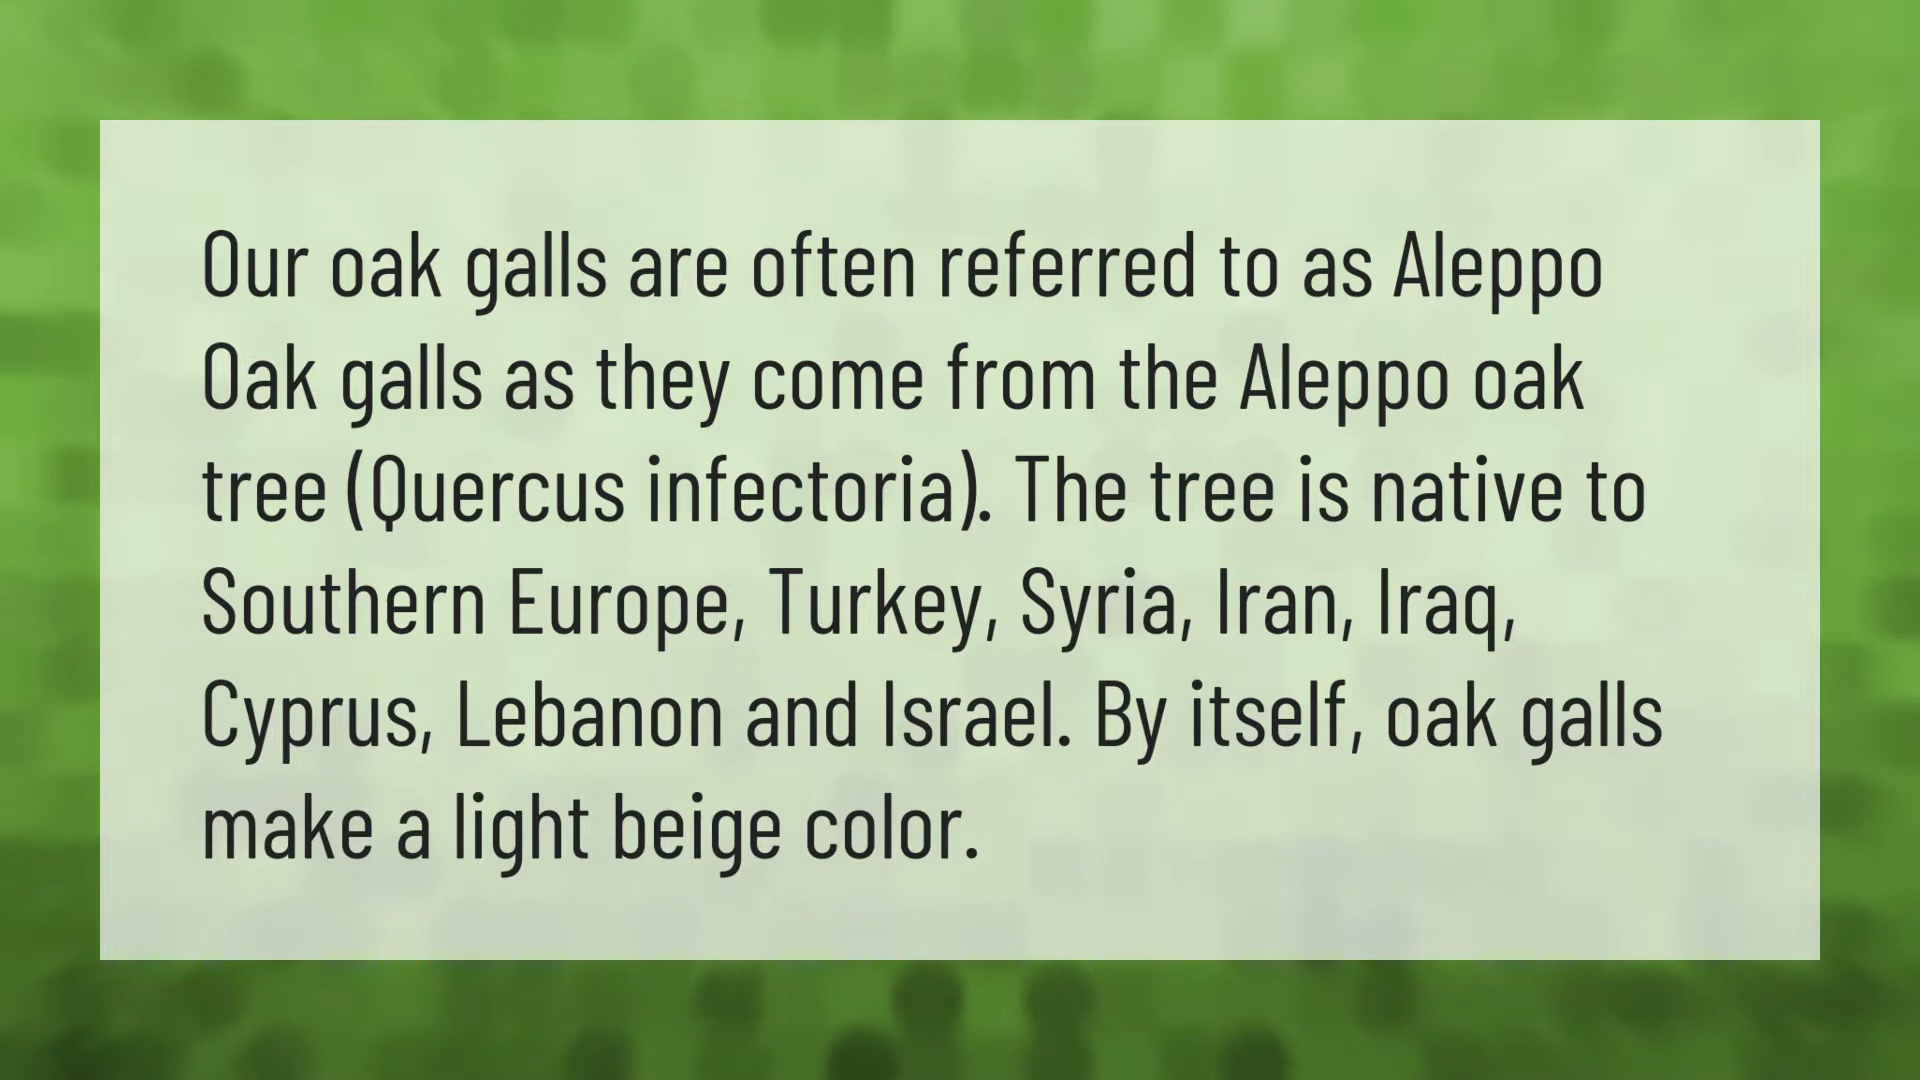 Our oak galls are often referred to as Aleppo
Oak galls as they come from the Aleppo oak
tree (Quercus infectoria). The tree is native to
Southern Europe, Turkey, Syria, Iran, Iraq,
Cyprus, Lebanon and Israel. By itself, oak galls
make a light beige color.